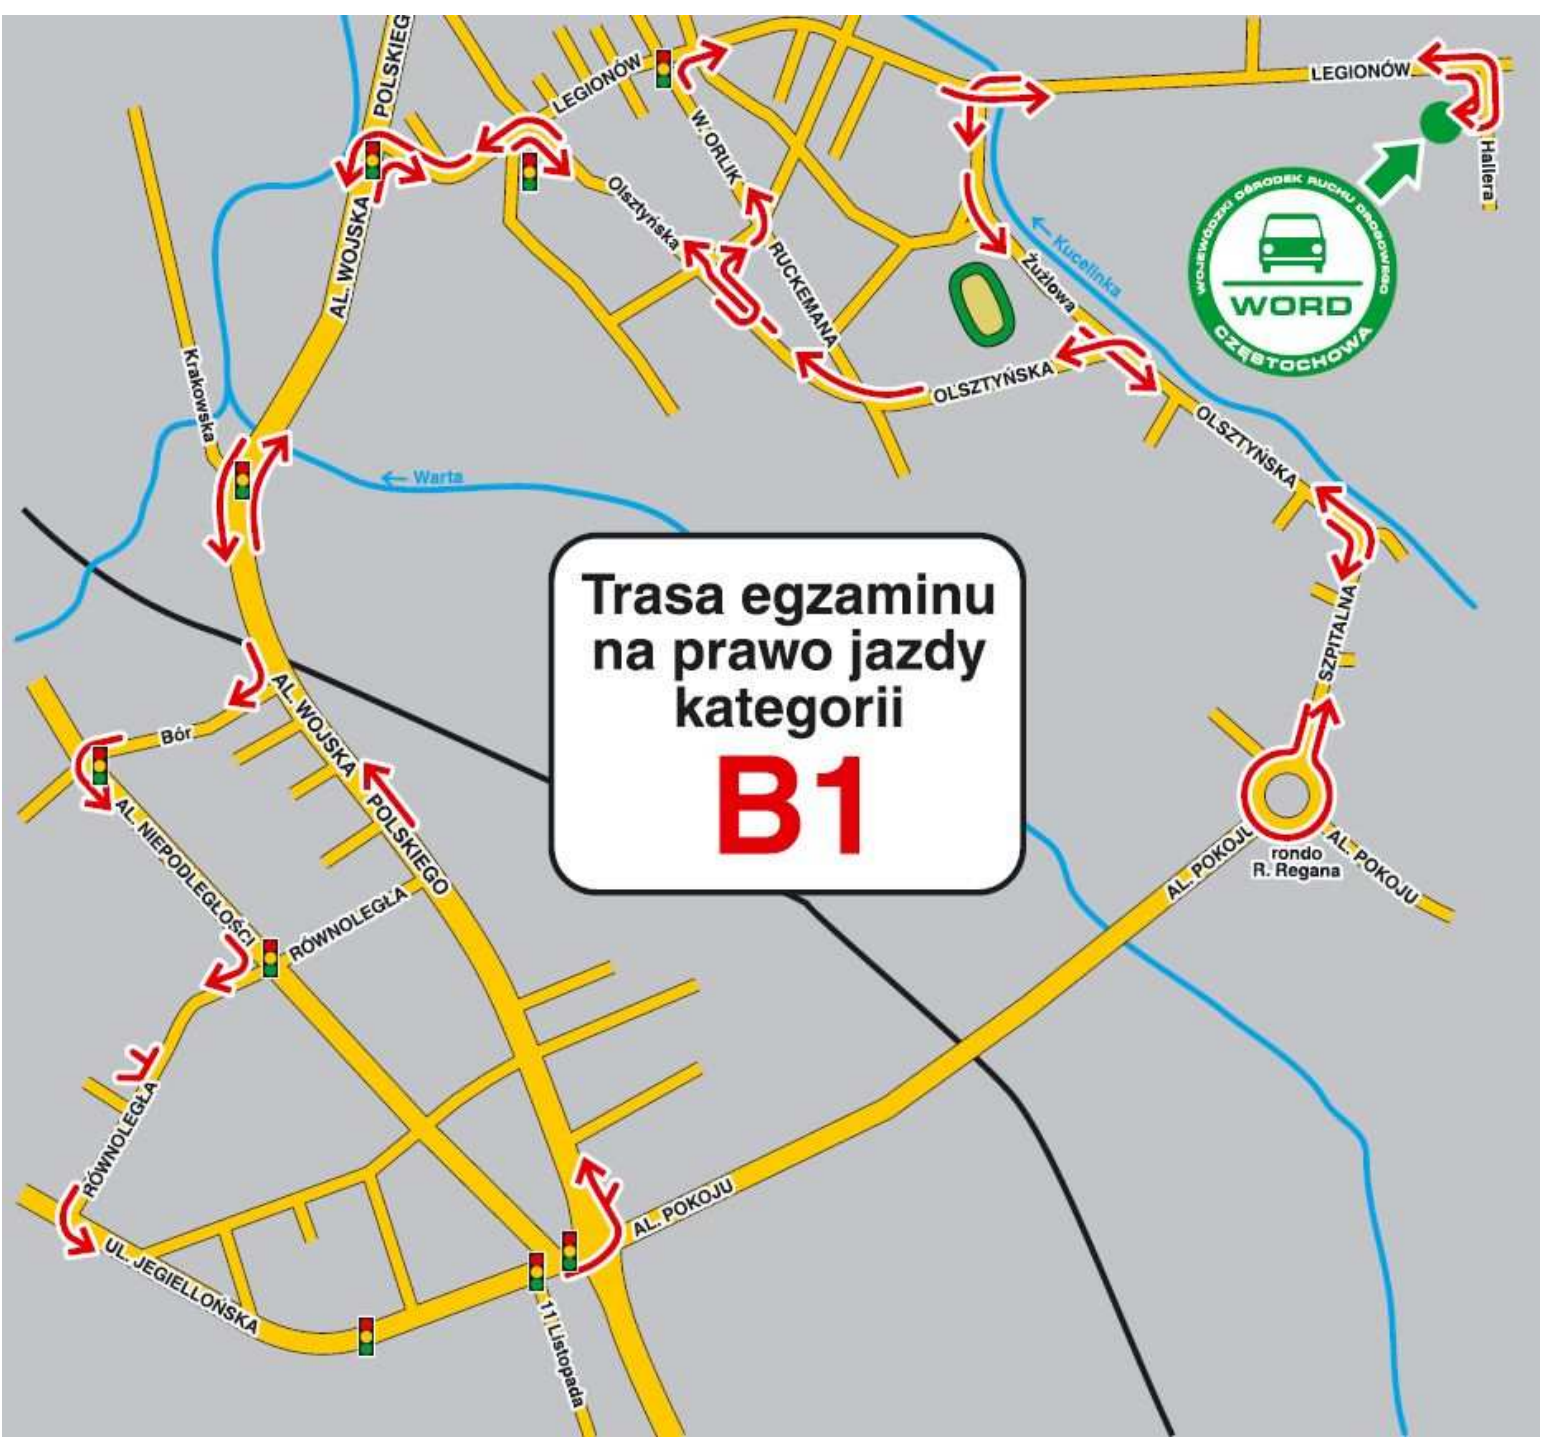 POLSKIEG
LEGIONÓW
LEGIONÓW
W. ORLIK
Hallera
WOJEWÓDZKI OŚRODEK RUCHU DROGOWEGO
WORD
CZĘSTOCHOWA
AL. WOJSKA
Olsztyńska
RUCKEMANA
Kucelinka
Żużlowa
Krakowska
OLSZTYŃSKA
OLSZTYŃSKA
Warta
Trasa egzaminu
na prawo jazdy
kategorii
B1
SZPITALNA
AL. WOJSKA
POLSKIEGO
Bór
AL. NIEPODLEGŁOŚCI
RÓWNOLEGŁA
AL. POKOJU
rondo
R. Regana
AL. POKOJU
RÓWNOLEGŁA
AL. POKOJU
UL. JEGIELLOŃSKA
11 Listopada